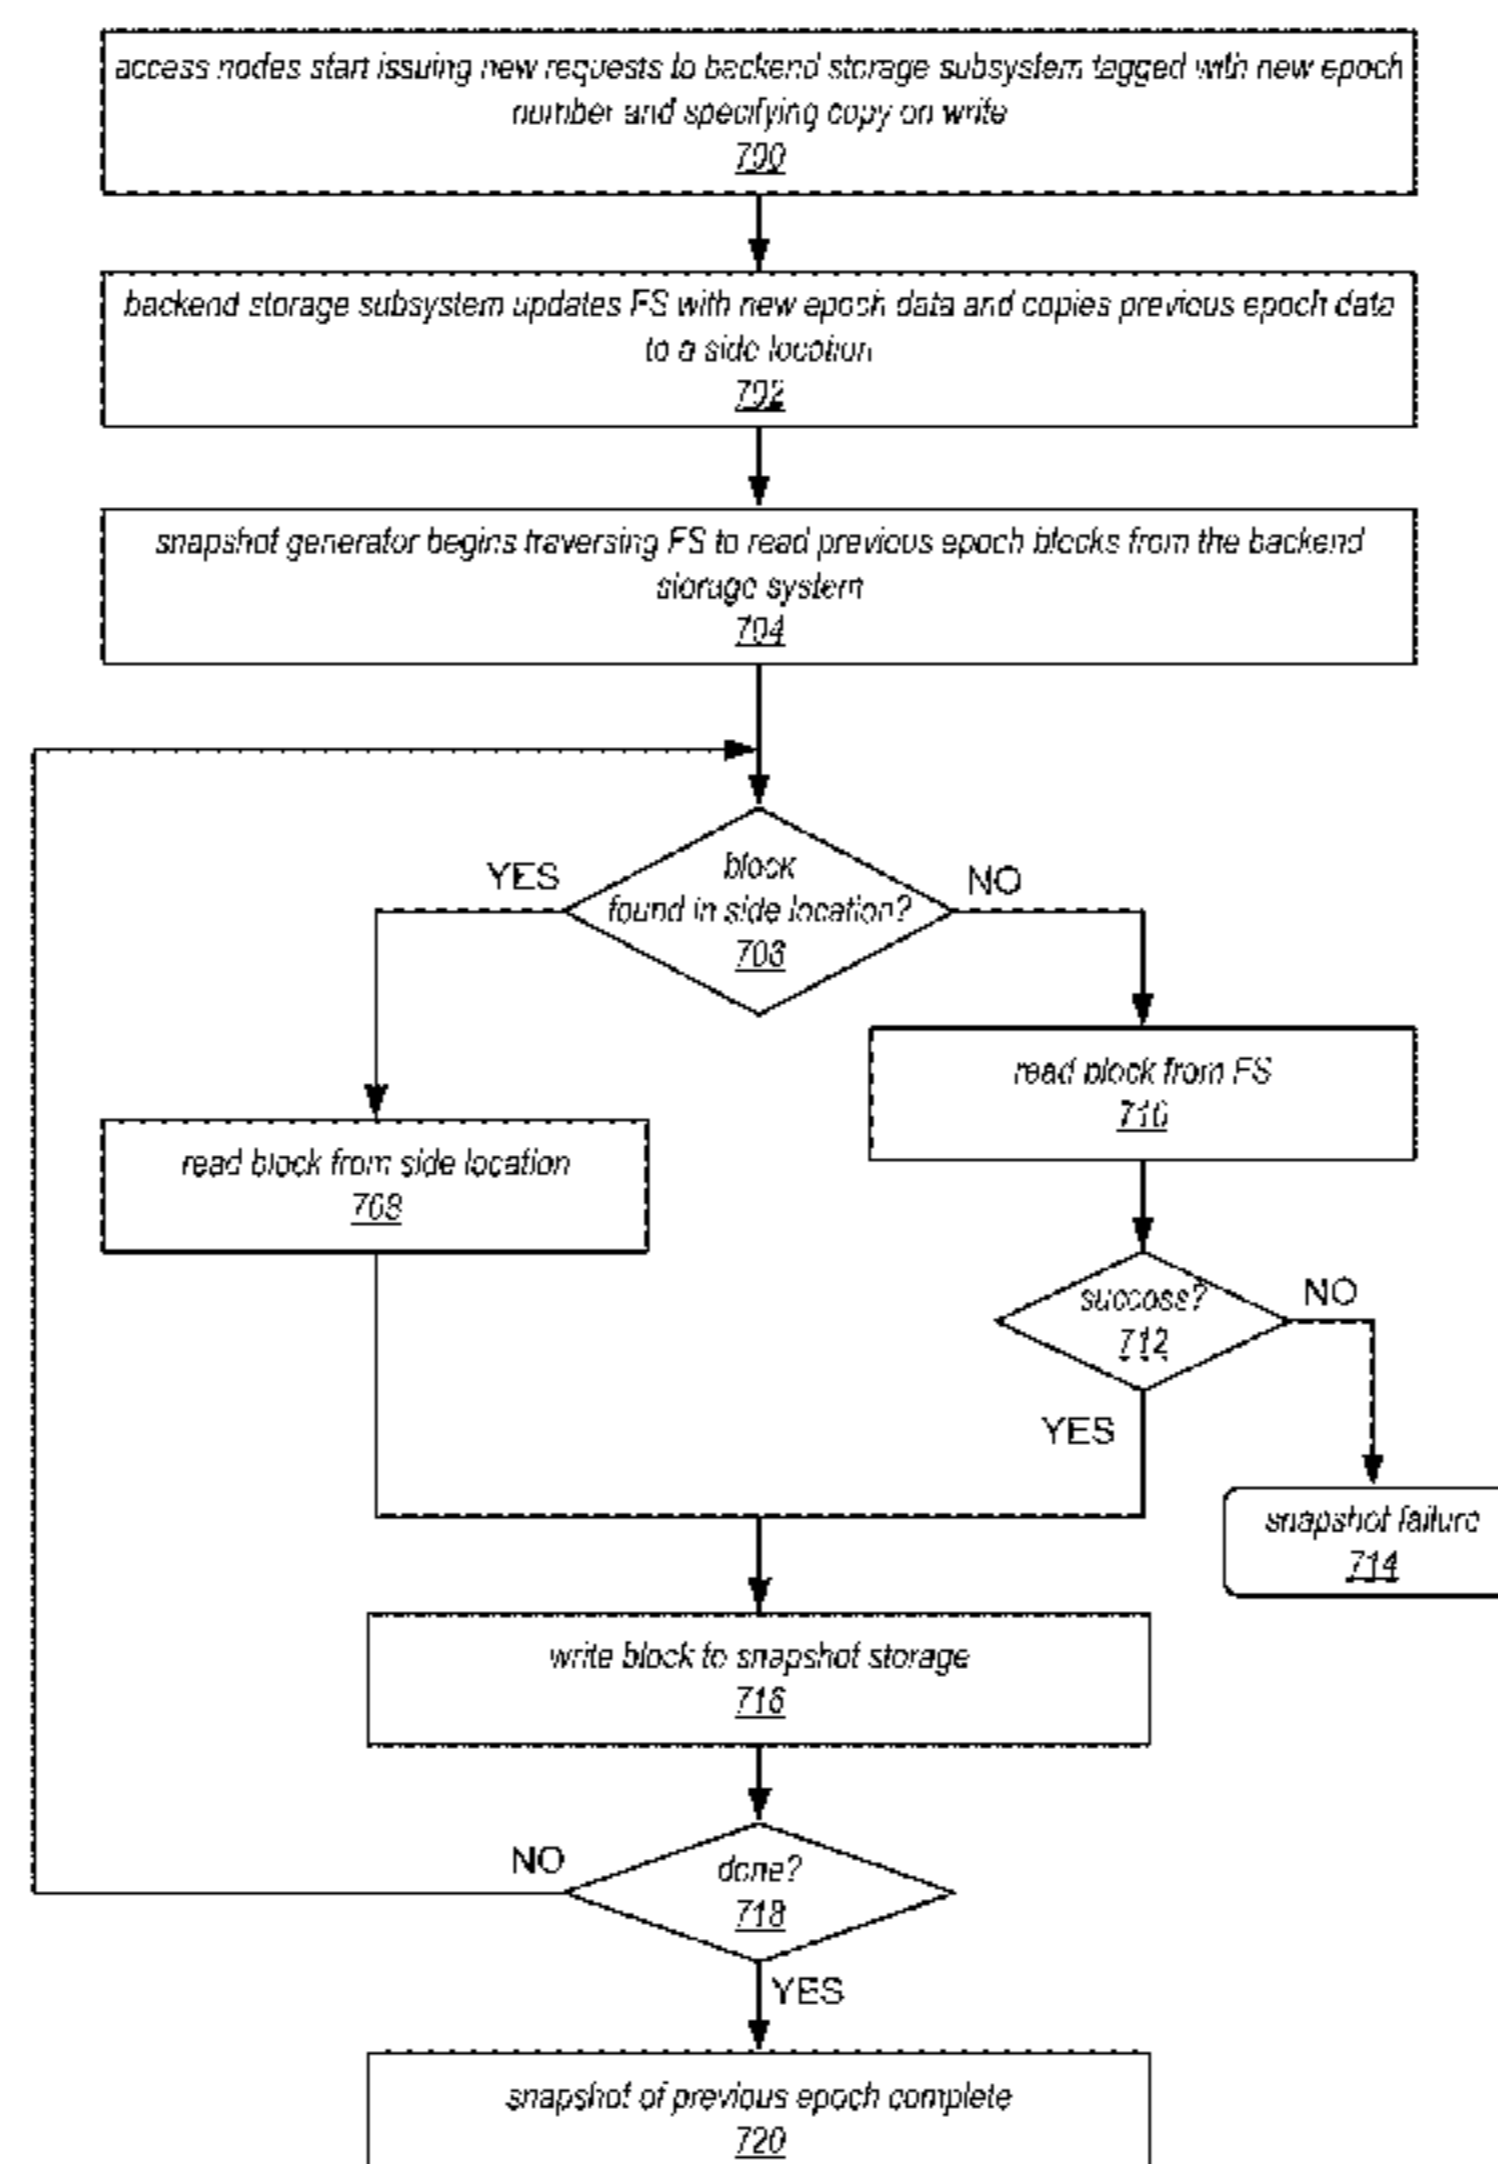 access nodes start issuing new requests to backend storage subsystem tagged with new epoch
number and specifying copy on write
700
backend storage subsystem updates FS with new epoch data and copies previous epoch data
to a side location
702
snapshot generator begins traversing FS to read previous epoch blocks from the backend
storage system
704
YES
block
NO
found in side location?
703
read block from FS
710
read block from side location
708
success?
NO
712
YES
snapshot failure
714
write block to snapshot storage
716
NO
done?
718
YES
snapshot of previous epoch complete
720